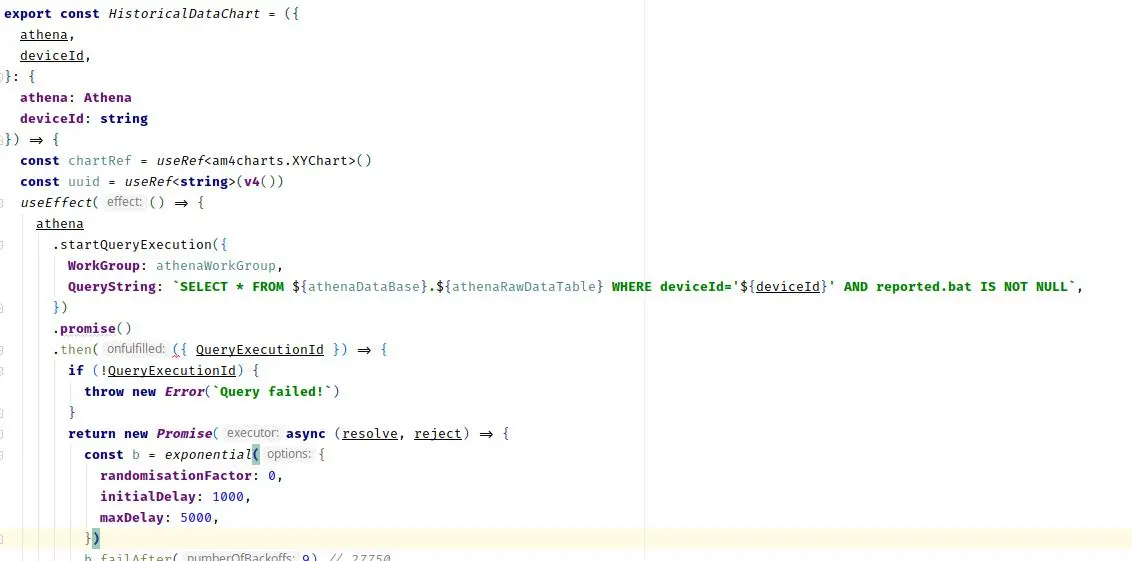 export const HistoricalDataChart = ({
athena,
deviceId,
}: {
athena: Athena
deviceId: string
}) => {
const chartRef = useRef<am4charts.XYChart>()
const uuid = useRef<string>(v4())
useEffect( effect: () => {
athena
.startQueryExecution({
WorkGroup: athenaWorkGroup,
QueryString: `SELECT * FROM ${athenaDataBase}.${athenaRawDataTable} WHERE deviceId='${deviceId}' AND reported.bat IS NOT NULL`,
})
.promise()
.then( onfulfilled: ({ QueryExecutionId }) => {
if (!QueryExecutionId) {
throw new Error(`Query failed!`)
}
return new Promise( executor: async (resolve, reject) => {
const b = exponential( options: {
randomisationFactor: 0,
initialDelay: 1000,
maxDelay: 5000,
})
b.failAfter( numberOfBackoffs: 9) // 27750